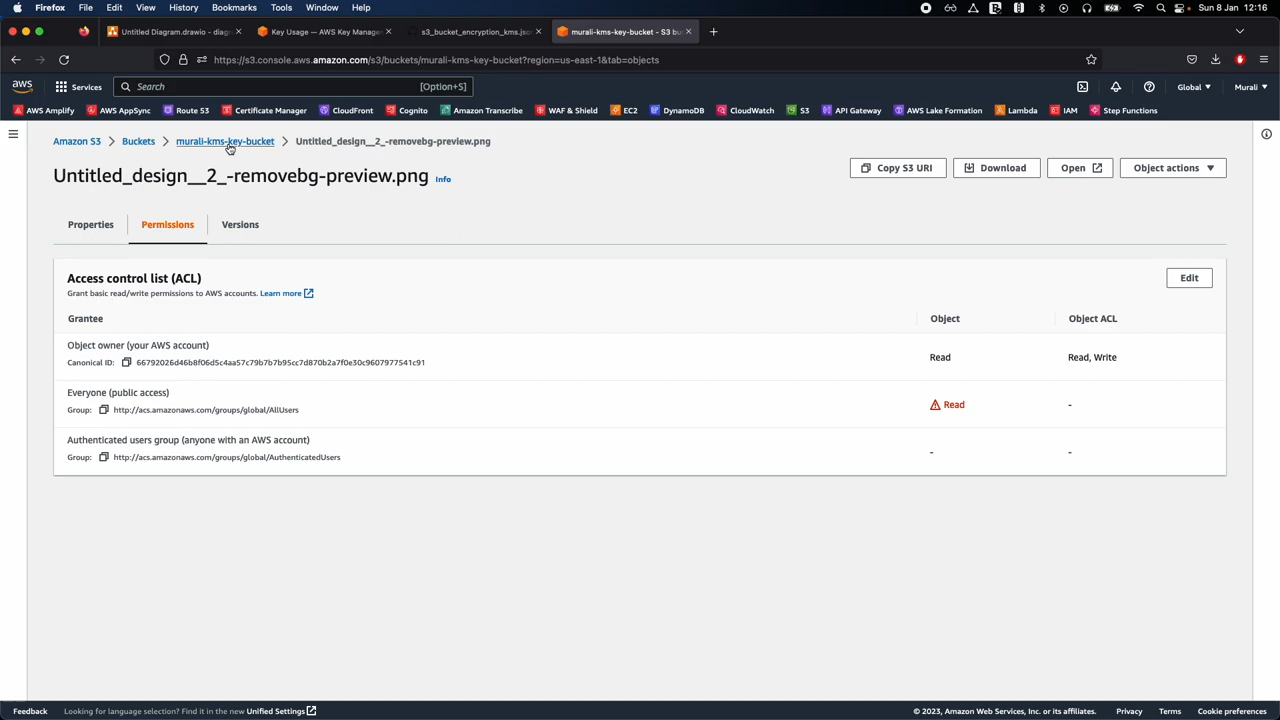 Firefox File Edit View History Bookmarks Tools Window Help Sun 8 Jan 12:16
Untitled Diagram.drawio - diag Key Usage — AWS Key Manage s3_bucket_encryption_kms.jso murali-kms-key-bucket - S3 bu
https://s3.console.aws.amazon.com/s3/buckets/murali-kms-key-bucket?region=us-east-1&tab=objects
aws Services Search [Option+S] Global Murali
AWS Amplify AWS AppSync Route 53 Certificate Manager CloudFront Cognito Amazon Transcribe WAF & Shield EC2 DynamoDB CloudWatch S3 API Gateway AWS Lake Formation Lambda IAM Step Functions
Amazon S3 Buckets murali-kms-key-bucket Untitled_design__2_-removebg-preview.png
Untitled_design__2_-removebg-preview.png Info
Copy S3 URI Download Open Object actions
Properties Permissions Versions
Access control list (ACL)
Edit
Grant basic read/write permissions to AWS accounts. Learn more
Grantee Object Object ACL
Object owner (your AWS account)
Canonical ID: 66792026d46b8f06d5c4aa57c79b7b7b95cc7d870b2a7f0e30c9607977541c91
Read Read, Write
Everyone (public access)
Group: http://acs.amazonaws.com/groups/global/AllUsers
Read -
Authenticated users group (anyone with an AWS account)
Group: http://acs.amazonaws.com/groups/global/AuthenticatedUsers
- -
Feedback Looking for language selection? Find it in the new Unified Settings © 2023, Amazon Web Services, Inc. or its affiliates. Privacy Terms Cookie preferences